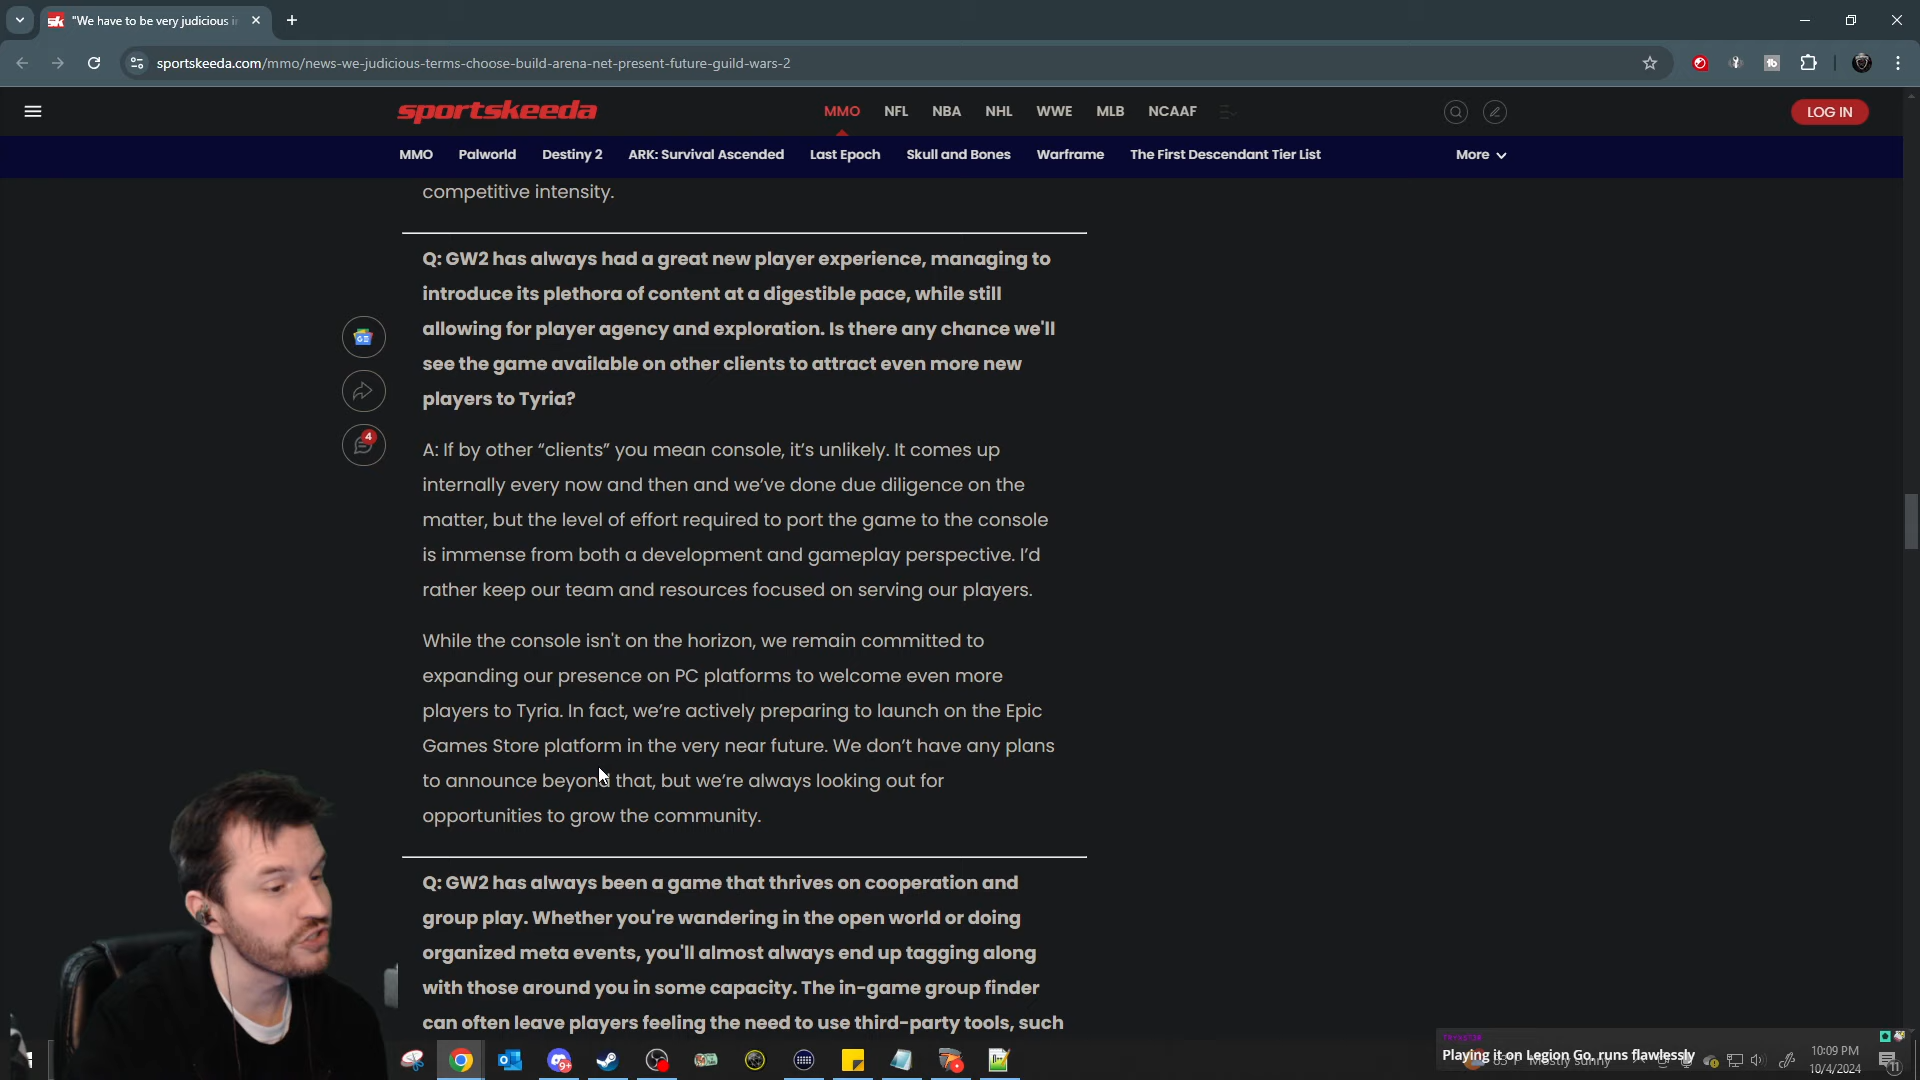 sk "We have to be very judicious i
sportskeeda.com/mmo/news-we-judicious-terms-choose-build-arena-net-present-future-guild-wars-2
sportskeeda MMO NFL NBA NHL WWE MLB NCAAF LOG IN
MMO Palworld Destiny 2 ARK: Survival Ascended Last Epoch Skull and Bones Warframe The First Descendant Tier List More
competitive intensity.
Q: GW2 has always had a great new player experience, managing to
introduce its plethora of content at a digestible pace, while still
allowing for player agency and exploration. Is there any chance we'll
see the game available on other clients to attract even more new
players to Tyria?
4
A: If by other “clients” you mean console, it’s unlikely. It comes up
internally every now and then and we’ve done due diligence on the
matter, but the level of effort required to port the game to the console
is immense from both a development and gameplay perspective. I’d
rather keep our team and resources focused on serving our players.
While the console isn't on the horizon, we remain committed to
expanding our presence on PC platforms to welcome even more
players to Tyria. In fact, we’re actively preparing to launch on the Epic
Games Store platform in the very near future. We don’t have any plans
to announce beyond that, but we’re always looking out for
opportunities to grow the community.
Q: GW2 has always been a game that thrives on cooperation and
group play. Whether you're wandering in the open world or doing
organized meta events, you'll almost always end up tagging along
with those around you in some capacity. The in-game group finder
can often leave players feeling the need to use third-party tools, such
Playing it on Legion Go, runs flawlessly
Mostly sunny
10:09 PM
10/4/2024
11
9+